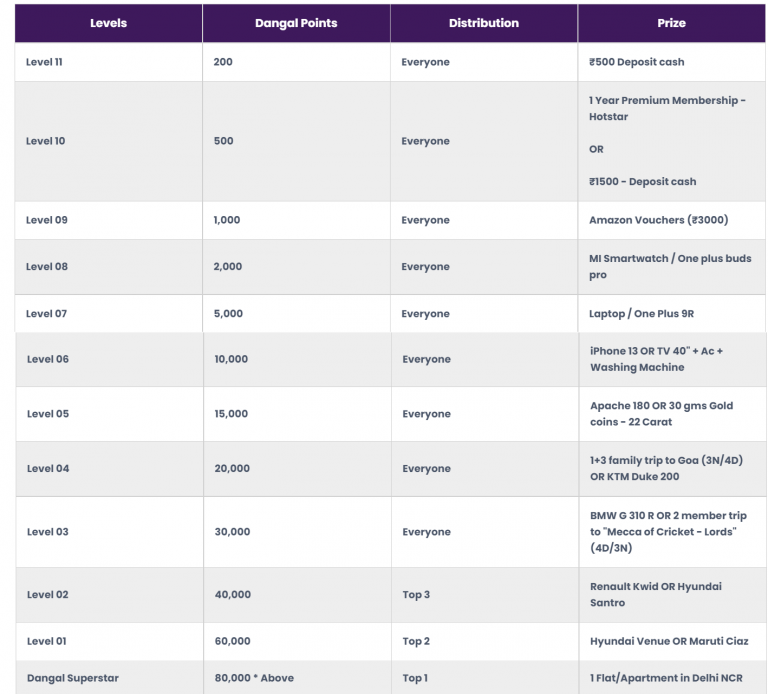 Levels Dangal Points Distribution Prize
Level 11 200 Everyone ₹500 Deposit cash
1 Year Premium Membership -
Hotstar
Level 10 500 Everyone OR
₹1500 - Deposit cash
Level 09 1,000 Everyone Amazon Vouchers (₹3000)
Level 08 2,000 Everyone MI Smartwatch / One plus buds
pro
Level 07 5,000 Everyone Laptop / One Plus 9R
Level 06 10,000 Everyone iPhone 13 OR TV 40" + Ac +
Washing Machine
Level 05 15,000 Everyone Apache 180 OR 30 gms Gold
coins - 22 Carat
Level 04 20,000 Everyone 1+3 family trip to Goa (3N/4D)
OR KTM Duke 200
Level 03 30,000 Everyone BMW G 310 R OR 2 member trip
to "Mecca of Cricket - Lords"
(4D/3N)
Level 02 40,000 Top 3 Renault Kwid OR Hyundai
Santro
Level 01 60,000 Top 2 Hyundai Venue OR Maruti Ciaz
Dangal Superstar 80,000 * Above Top 1 1 Flat/Apartment in Delhi NCR